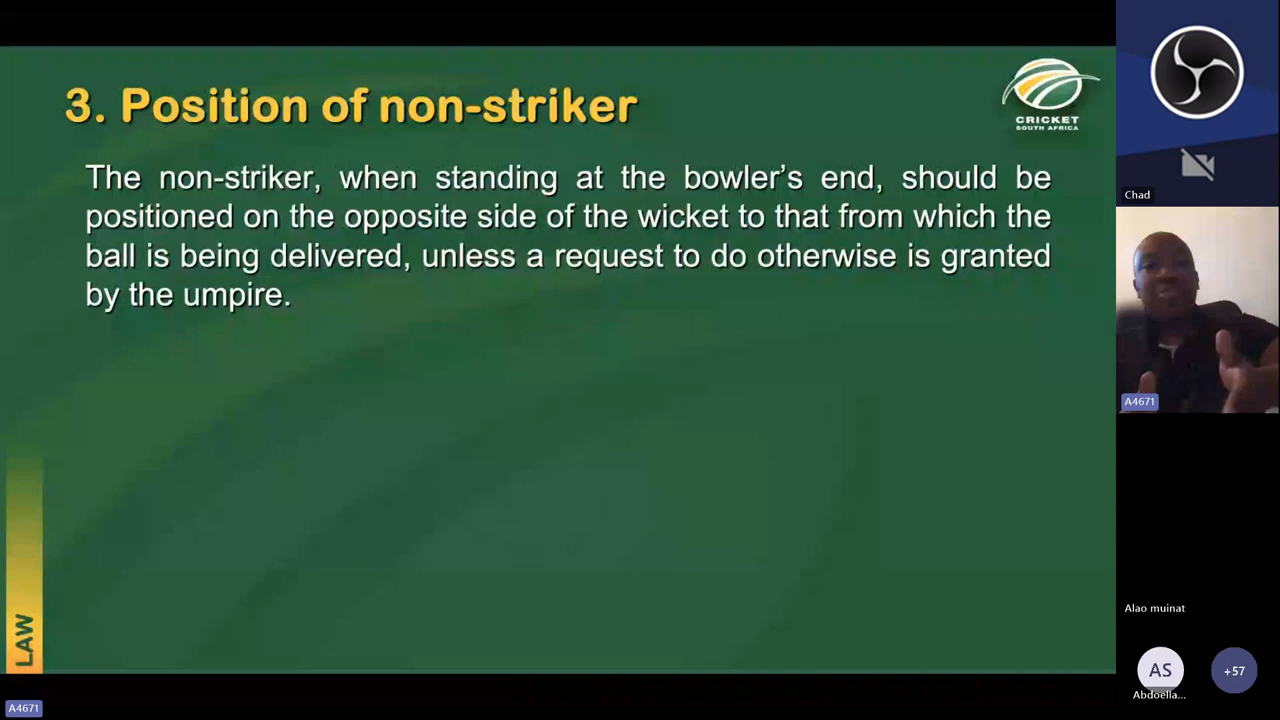 3. Position of non-striker
CRICKET
SOUTH AFRICA
The non-striker, when standing at the bowler's end, should be
positioned on the opposite side of the wicket to that from which the
ball is being delivered, unless a request to do otherwise is granted
by the umpire.
LAW
A4671
Chad
A4671
Alao muinat
AS
Abdoella...
+57